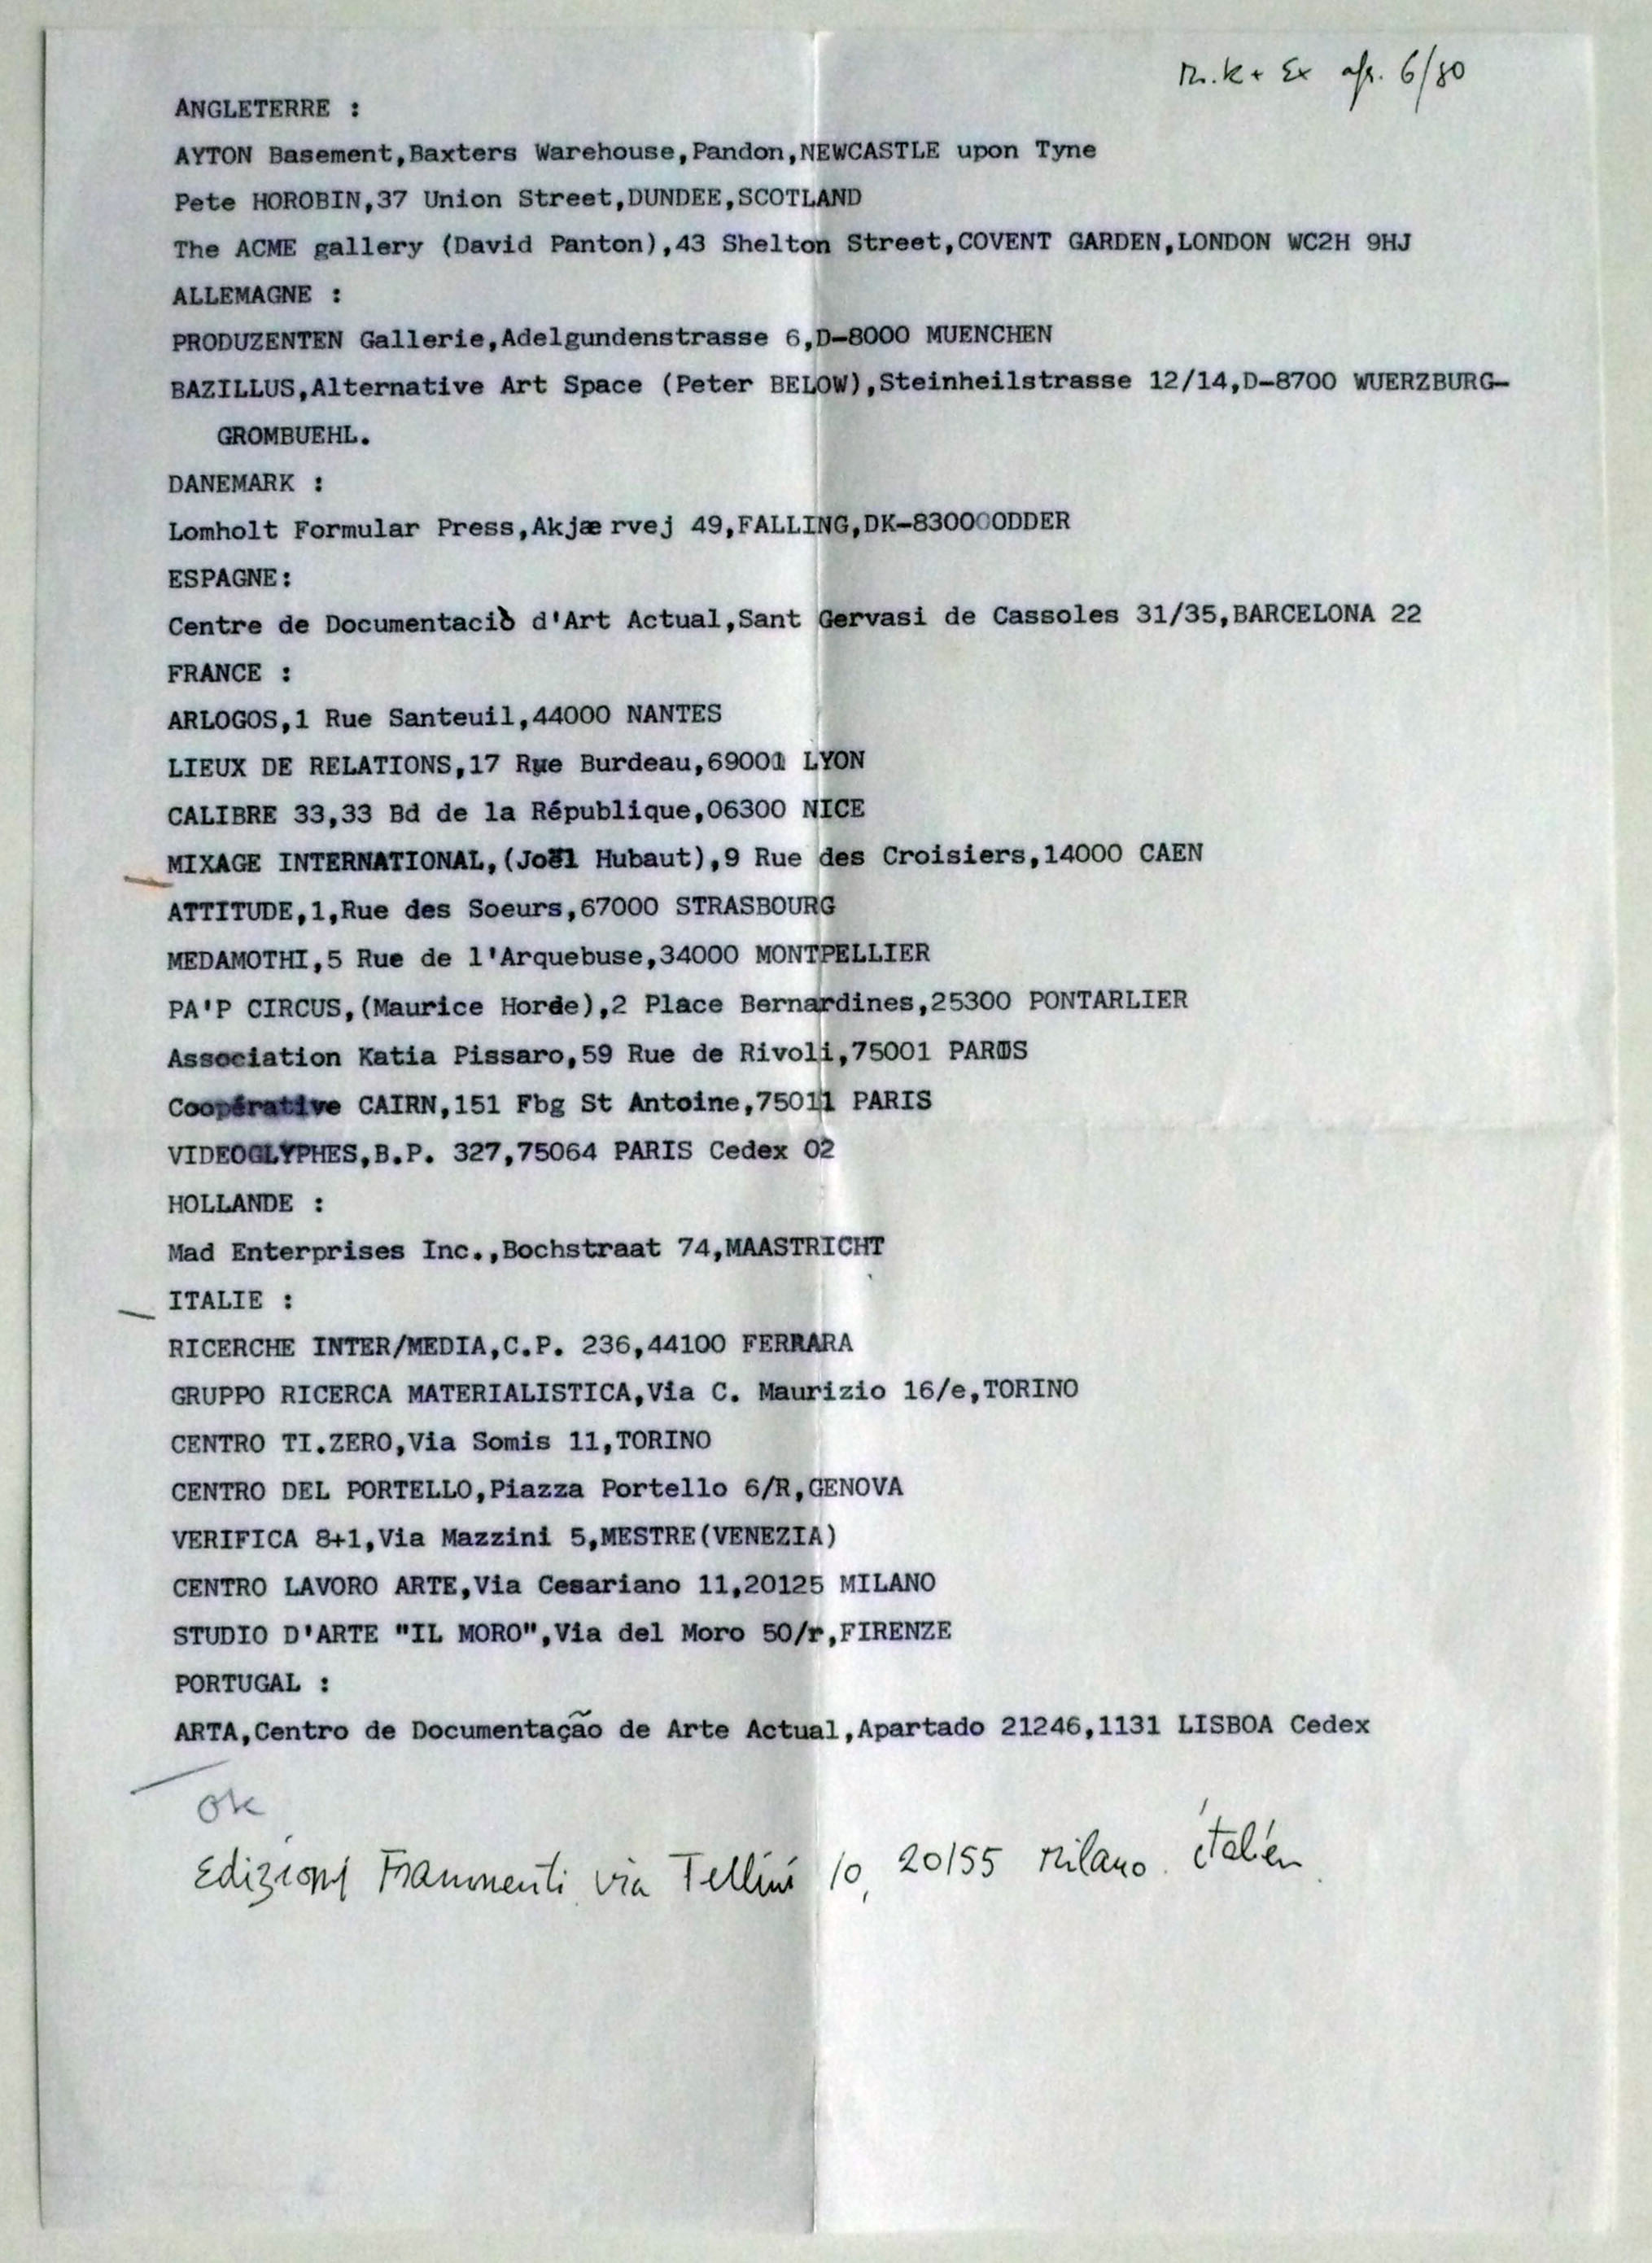 afs. 6/80
ANGLETERRE :
AYTON Basement,Baxters Warehouse,Pandon,NEWCASTLE upon Tyne
Pete HOROBIN,37 Union Street,DUNDEE,SCOTLAND
The ACME gallery (David Panton),43 Shelton Street,COVENT GARDEN,LONDON WC2H 9HJ
ALLEMAGNE :
PRODUZENTEN Gallerie,Adelgundenstrasse 6,D-8000 MUENCHEN
BAZILLUS,Alternative Art Space (Peter BELOW),Steinheilstrasse 12/14,D-8700 WUERZBURG-
GROMBUEHL.
DANEMARK :
Lomholt Formular Press,Akjæ rvej 49,FALLING,DK-8300 ODDER
ESPAGNE:
Centre de Documentaciò d'Art Actual,Sant Gervasi de Cassoles 31/35,BARCELONA 22
FRANCE :
ARLOGOS,1 Rue Santeuil,44000 NANTES
LIEUX DE RELATIONS,17 Rue Burdeau,69001 LYON
CALIBRE 33,33 Bd de la République,06300 NICE
MIXAGE INTERNATIONAL,(Joël Hubaut),9 Rue des Croisiers,14000 CAEN
ATTITUDE,1,Rue des Soeurs,67000 STRASBOURG
MEDAMOTHI,5 Rue de l'Arquebuse,34000 MONTPELLIER
PA'P CIRCUS,(Maurice Horde),2 Place Bernardines,25300 PONTARLIER
Association Katia Pissaro,59 Rue de Rivoli,75001 PARIS
Coopérative CAIRN,151 Fbg St Antoine,75011 PARIS
VIDEOGLYPHES,B.P. 327,75064 PARIS Cedex 02
HOLLANDE :
Mad Enterprises Inc.,Bochstraat 74,MAASTRICHT
ITALIE :
RICERCHE INTER/MEDIA,C.P. 236,44100 FERRARA
GRUPPO RICERCA MATERIALISTICA,Via C. Maurizio 16/e,TORINO
CENTRO TI.ZERO,Via Somis 11,TORINO
CENTRO DEL PORTELLO,Piazza Portello 6/R,GENOVA
VERIFICA 8+1,Via Mazzini 5,MESTRE(VENEZIA)
CENTRO LAVORO ARTE,Via Cesariano 11,20125 MILANO
STUDIO D'ARTE "IL MORO",Via del Moro 50/r,FIRENZE
PORTUGAL :
ARTA,Centro de Documentação de Arte Actual,Apartado 21246,1131 LISBOA Cedex
OK
Edizioni Frammenti via Tellini 10, 20155 Milano. italien.